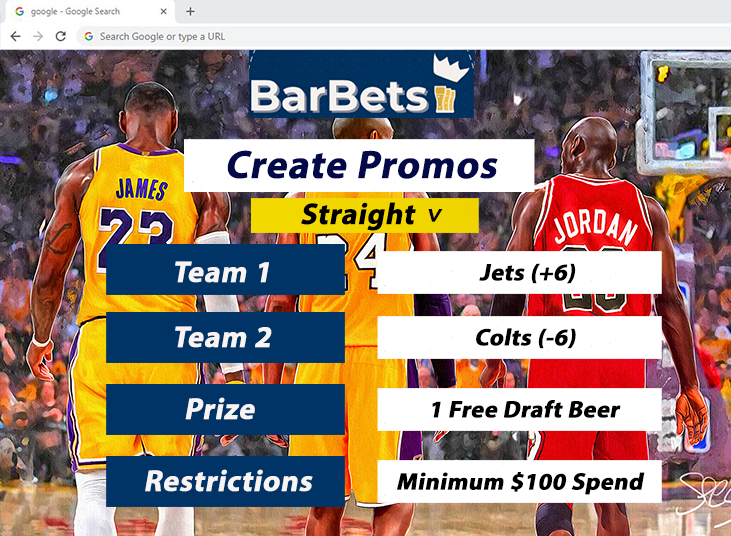 google - Google Search
Search Google or type a URL
BarBets
Create Promos
Straight v
JAMES
JORDAN
23
24
Team 1
Jets (+6)
Team 2
Colts (-6)
Prize
1 Free Draft Beer
Restrictions
Minimum $100 Spend